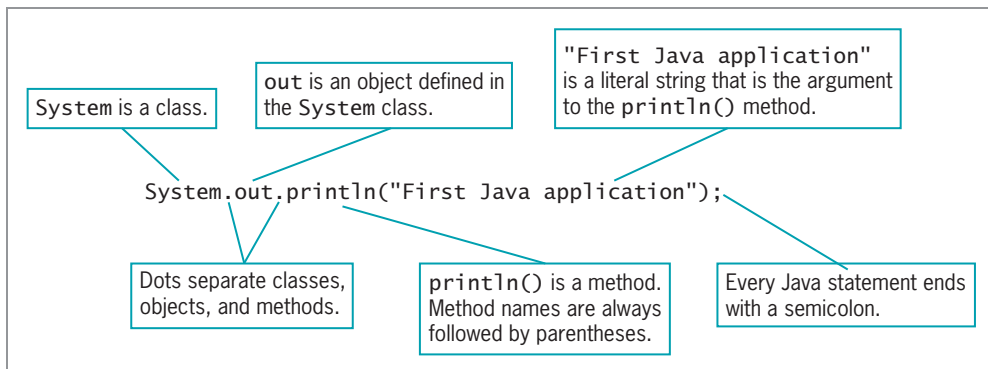 "First Java application"
is a literal string that is the argument
to the println() method.
out is an object defined in
the System class.
System is a class.
System.out.println("First Java application");
Dots separate classes,
objects, and methods.
println() is a method.
Method names are always
followed by parentheses.
Every Java statement ends
with a semicolon.